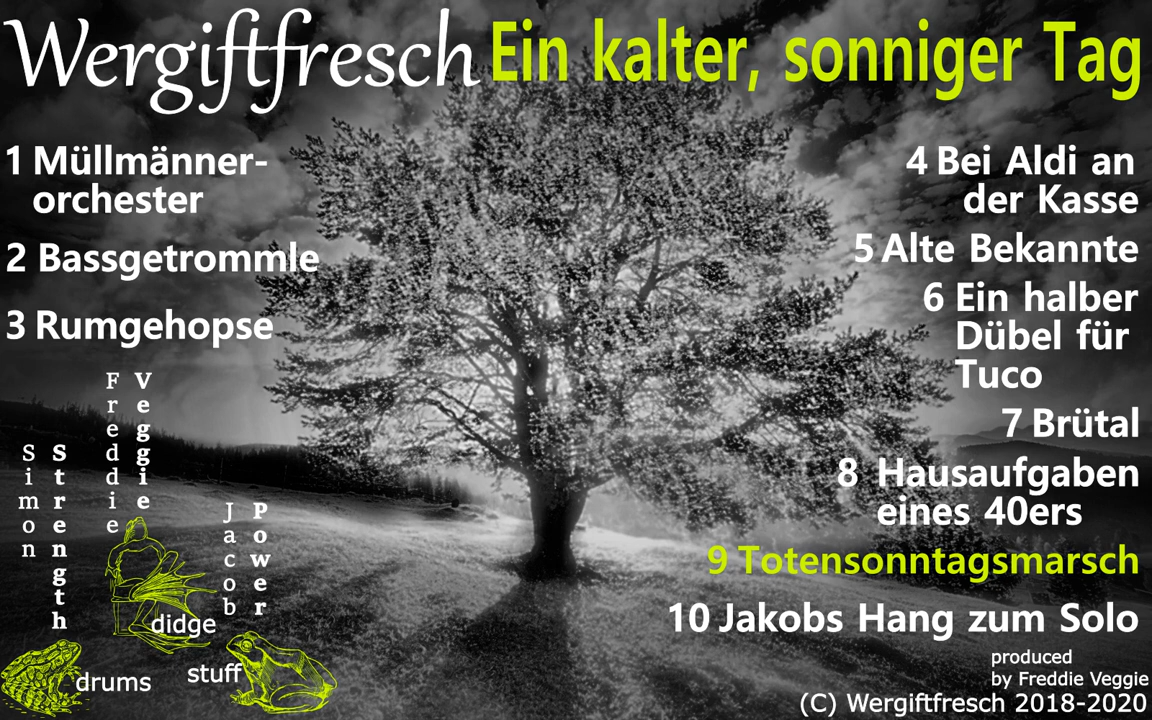 Wergiftfresch Ein kalter, sonniger Tag
1 Müllmänner-
orchester
2 Bassgetrommle
3 Rumgehopse
4 Bei Aldi an
der Kasse
5 Alte Bekannte
6 Ein halber
Dübel für
Tuco
7 Brütal
8 Hausaufgaben
eines 40ers
9 Totensonntagsmarsch
10 Jakobs Hang zum Solo
Simon
Strength
drums
Freddie
Veggie
didge
Jacob
Power
stuff
produced
by Freddie Veggie
(C) Wergiftfresch 2018-2020